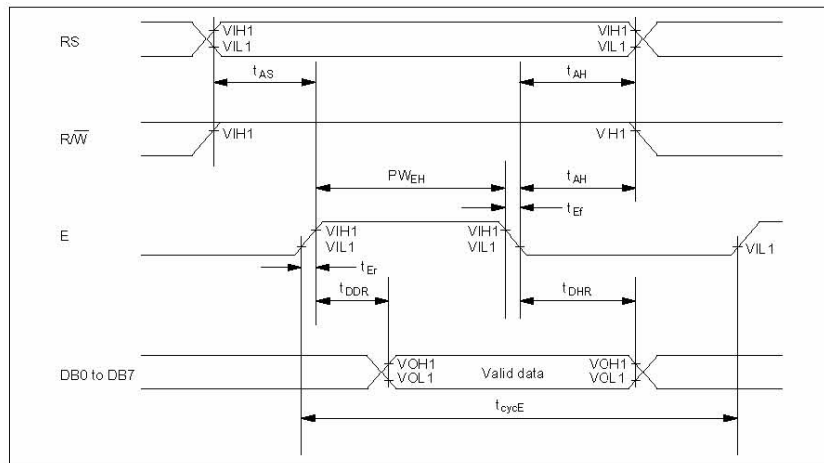 RS VIH1 VIL1 VIH1 VIL1
tAS tAH
R/W̅ VIH1 VIH1
PWEH tAH
tEf
E VIH1 VIL1 VIH1 VIL1 VIL1
tEr
tDDR tDHR
DB0 to DB7 VOH1 VOL1 Valid data VOH1 VOL1
tcycE